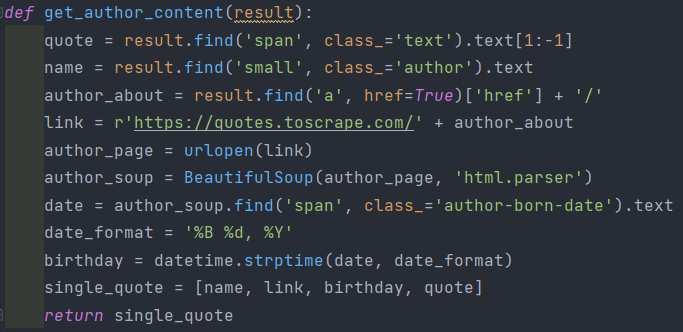 def get_author_content(result):
    quote = result.find('span', class_='text').text[1:-1]
    name = result.find('small', class_='author').text
    author_about = result.find('a', href=True)['href'] + '/'
    link = r'https://quotes.toscrape.com/' + author_about
    author_page = urlopen(link)
    author_soup = BeautifulSoup(author_page, 'html.parser')
    date = author_soup.find('span', class_='author-born-date').text
    date_format = '%B %d, %Y'
    birthday = datetime.strptime(date, date_format)
    single_quote = [name, link, birthday, quote]
    return single_quote